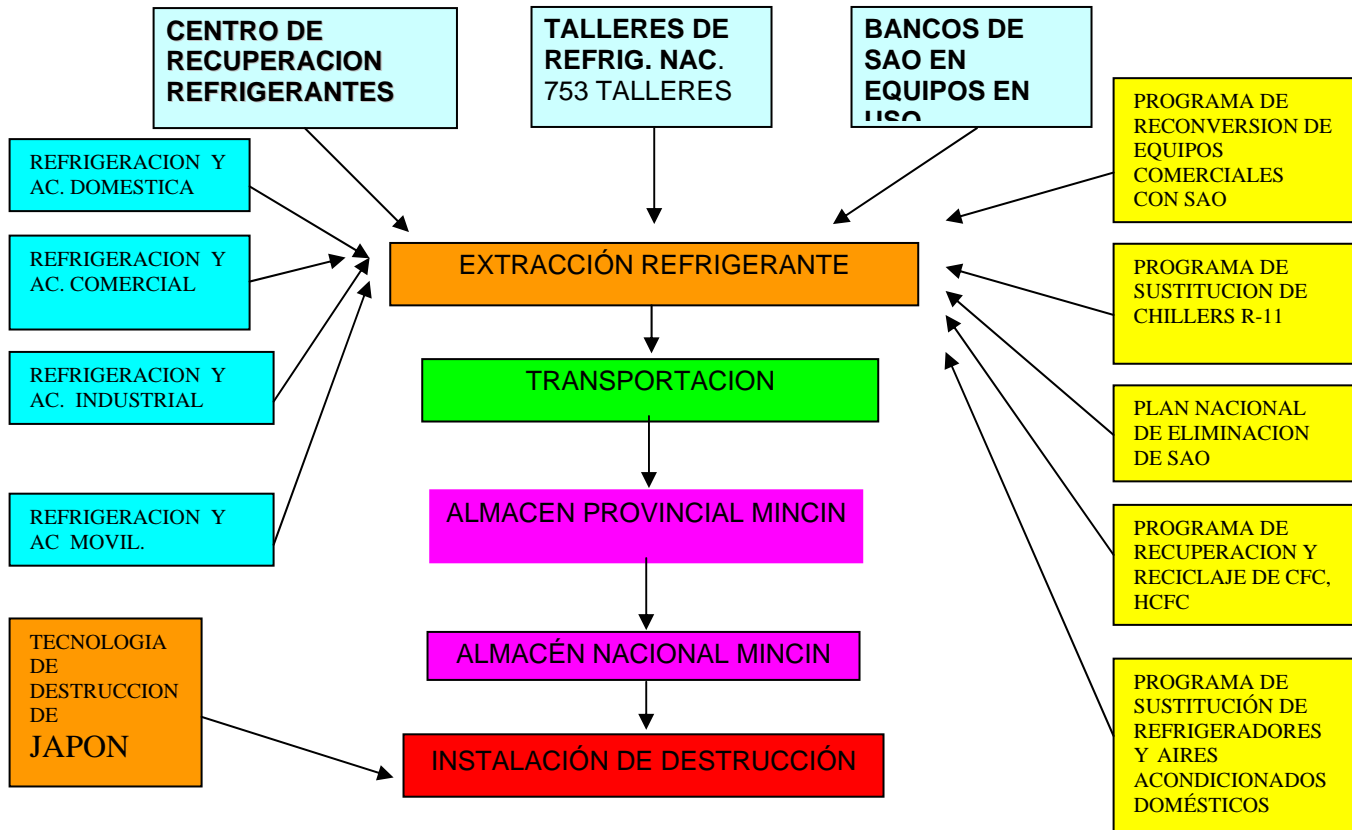 CENTRO DE
RECUPERACION
REFRIGERANTES
TALLERES DE
REFRIG. NAC.
753 TALLERES
BANCOS DE
SAO EN
EQUIPOS EN
USO
REFRIGERACION Y
AC. DOMESTICA
REFRIGERACION Y
AC. COMERCIAL
REFRIGERACION Y
AC. INDUSTRIAL
REFRIGERACION Y
AC MOVIL.
TECNOLOGIA
DE
DESTRUCCION
DE
JAPON
EXTRACCIÓN REFRIGERANTE
TRANSPORTACION
ALMACEN PROVINCIAL MINCIN
ALMACÉN NACIONAL MINCIN
INSTALACIÓN DE DESTRUCCIÓN
PROGRAMA DE
RECONVERSION DE
EQUIPOS
COMERCIALES
CON SAO
PROGRAMA DE
SUSTITUCION DE
CHILLERS R-11
PLAN NACIONAL
DE ELIMINACION
DE SAO
PROGRAMA DE
RECUPERACION Y
RECICLAJE DE CFC,
HCFC
PROGRAMA DE
SUSTITUCIÓN DE
REFRIGERADORES
Y AIRES
ACONDICIONADOS
DOMÉSTICOS